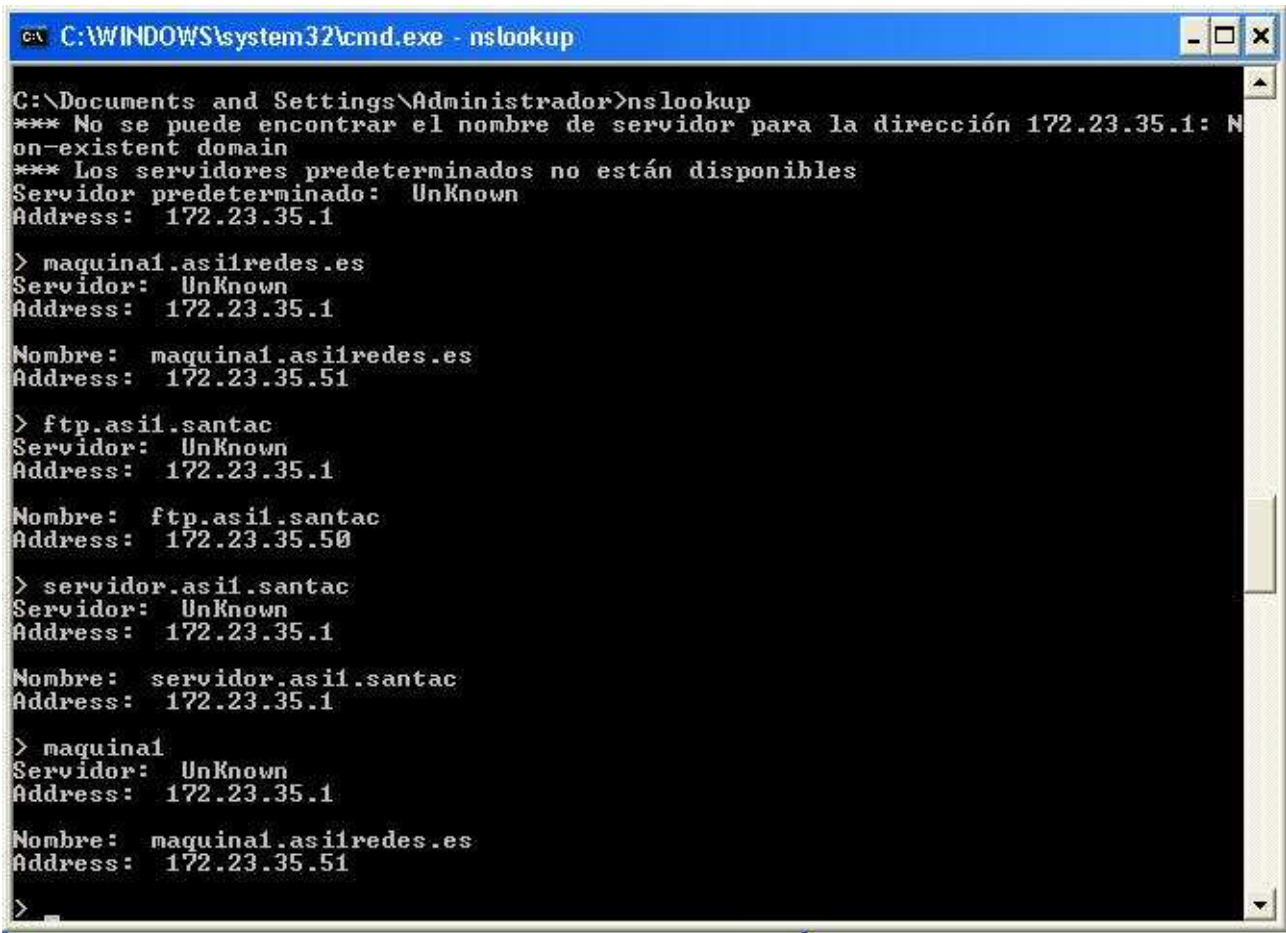 C:\WINDOWS\system32\cmd.exe - nslookup
C:\Documents and Settings\Administrador>nslookup
*** No se puede encontrar el nombre de servidor para la dirección 172.23.35.1: N
on-existent domain
*** Los servidores predeterminados no están disponibles
Servidor predeterminado:  UnKnown
Address:  172.23.35.1
> maquina1.asi1redes.es
Servidor:  UnKnown
Address:  172.23.35.1
Nombre:  maquina1.asi1redes.es
Address:  172.23.35.51
> ftp.asi1.santac
Servidor:  UnKnown
Address:  172.23.35.1
Nombre:  ftp.asi1.santac
Address:  172.23.35.50
> servidor.asi1.santac
Servidor:  UnKnown
Address:  172.23.35.1
Nombre:  servidor.asi1.santac
Address:  172.23.35.1
> maquina1
Servidor:  UnKnown
Address:  172.23.35.1
Nombre:  maquina1.asi1redes.es
Address:  172.23.35.51
> _